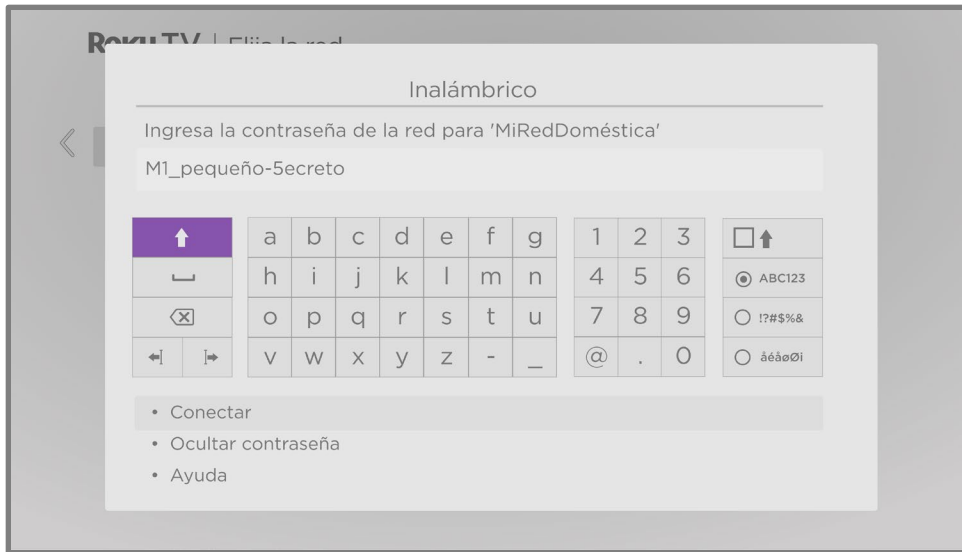 Roku TV | Elija la red
Inalámbrico
Ingresa la contraseña de la red para 'MiRedDoméstica'
M1_pequeño-5ecreto
a b c d e f g 1 2 3
h i j k l m n 4 5 6 ABC123
o p q r s t u 7 8 9 !?#$%&
v w x y z - _ @ . 0 åéåøØi
• Conectar
• Ocultar contraseña
• Ayuda